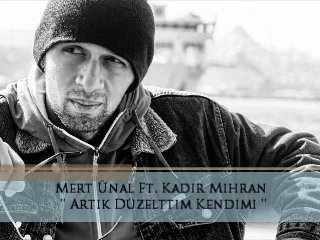 Mert Ünal Ft. Kadir Mihran
" Artık Düzelttim Kendimi "